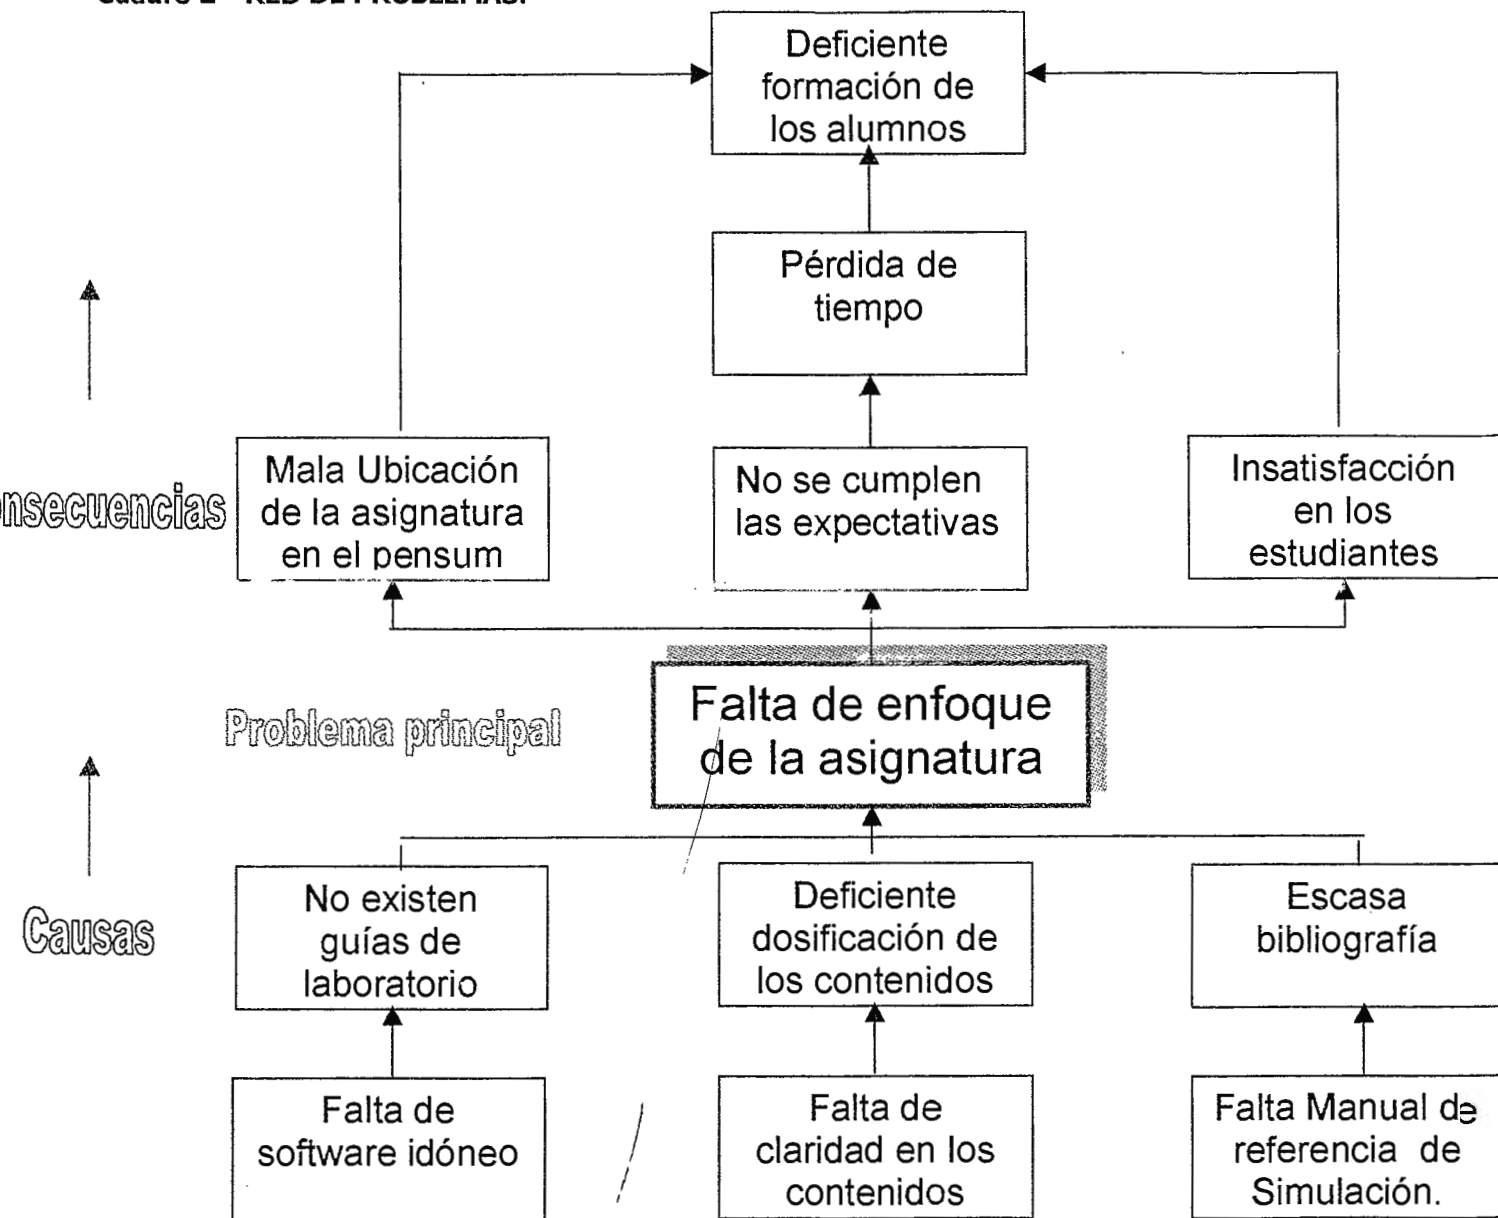 Deficiente
formación de
los alumnos
Pérdida de
tiempo
Mala Ubicación
de la asignatura
en el pensum
No se cumplen
las expectativas
Insatisfacción
en los
estudiantes
Problema principal
Falta de enfoque
de la asignatura
Causas
No existen
guías de
laboratorio
Deficiente
dosificación de
los contenidos
Escasa
bibliografía
Falta de
software idóneo
Falta de
claridad en los
contenidos
Falta Manual de
referencia de
Simulación.